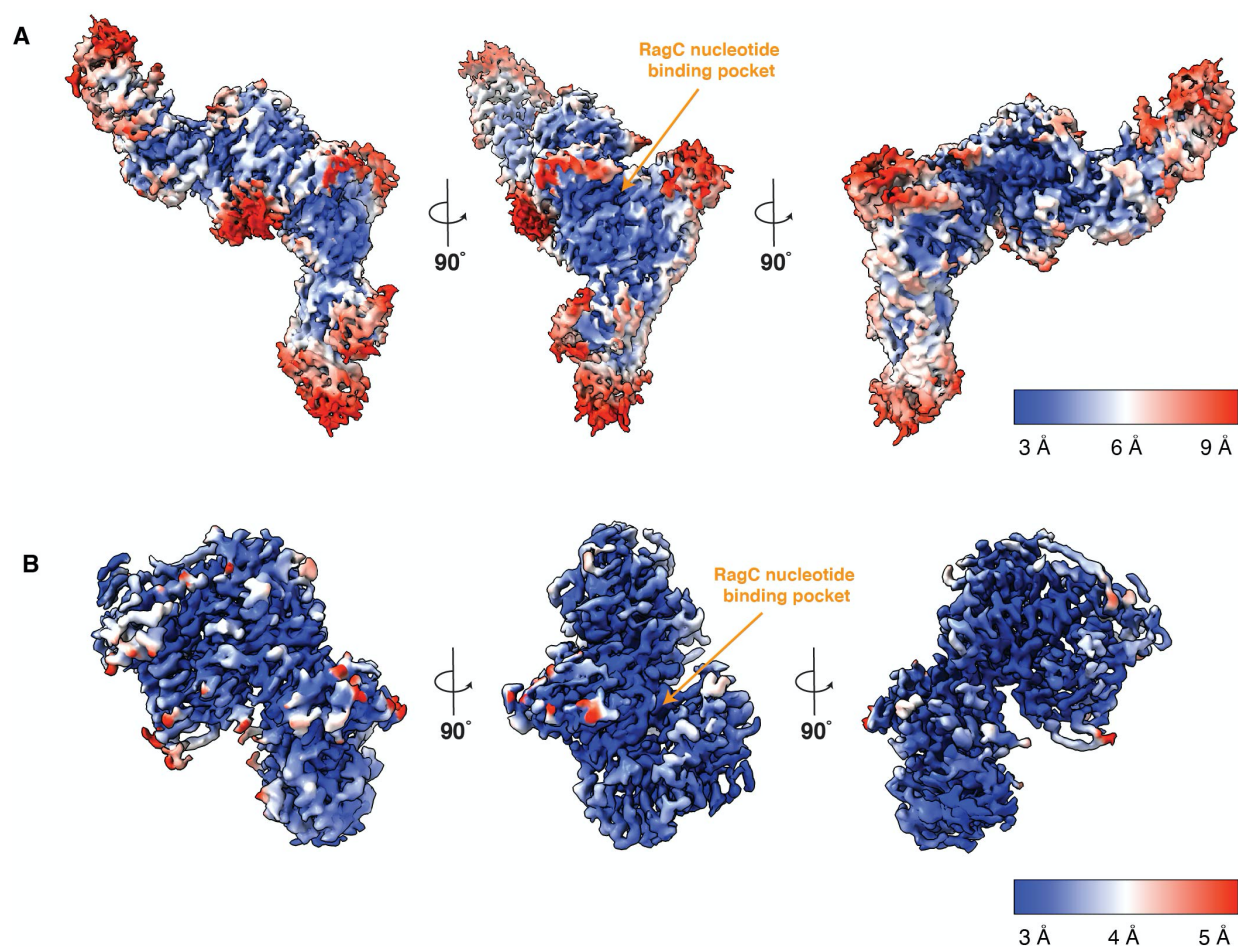 A
RagC nucleotide
binding pocket
90°
90°
3 Å
6 Å
9 Å
B
RagC nucleotide
binding pocket
90°
90°
3 Å
4 Å
5 Å